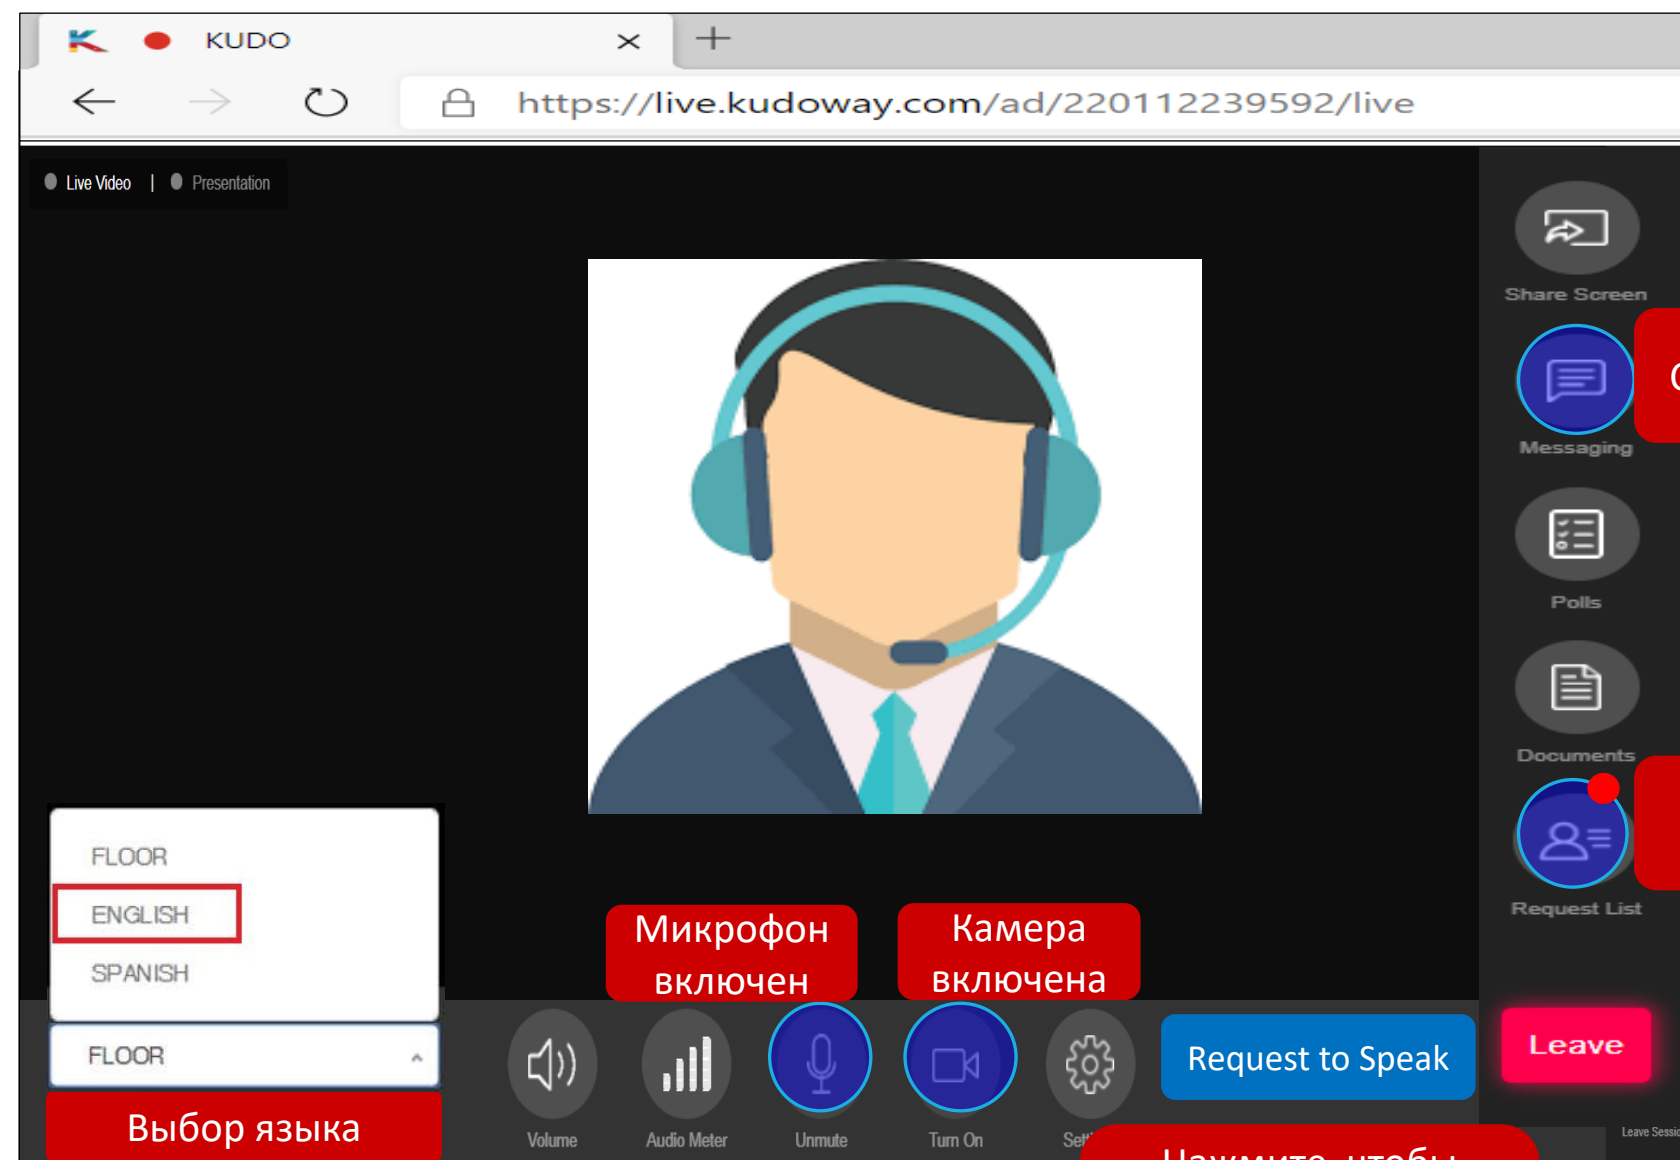 KUDO
https://live.kudoway.com/ad/220112239592/live
Live Video | Presentation
Share Screen
Messaging
Polls
Documents
Request List
FLOOR
ENGLISH
SPANISH
FLOOR
Выбор языка
Микрофон
включен
Камера
включена
Volume
Audio Meter
Unmute
Turn On
Request to Speak
Leave
Нажмите, чтобы